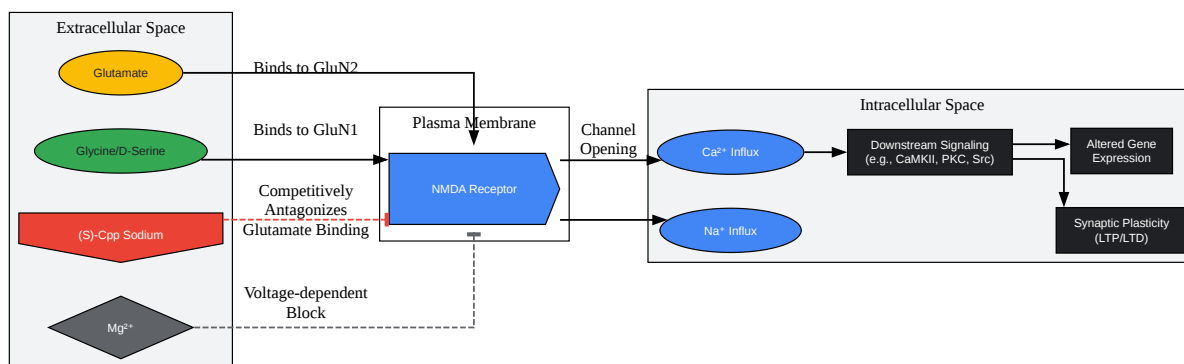 Extracellular Space
Glutamate
Binds to GluN2
Glycine/D-Serine
Binds to GluN1
(S)-Cpp Sodium
Competitively
Antagonizes
Glutamate Binding
Mg²⁺
Voltage-dependent
Block
Plasma Membrane
NMDA Receptor
Channel
Opening
Intracellular Space
Ca²⁺ Influx
Na⁺ Influx
Downstream Signaling
(e.g., CaMKII, PKC, Src)
Altered Gene
Expression
Synaptic Plasticity
(LTP/LTD)